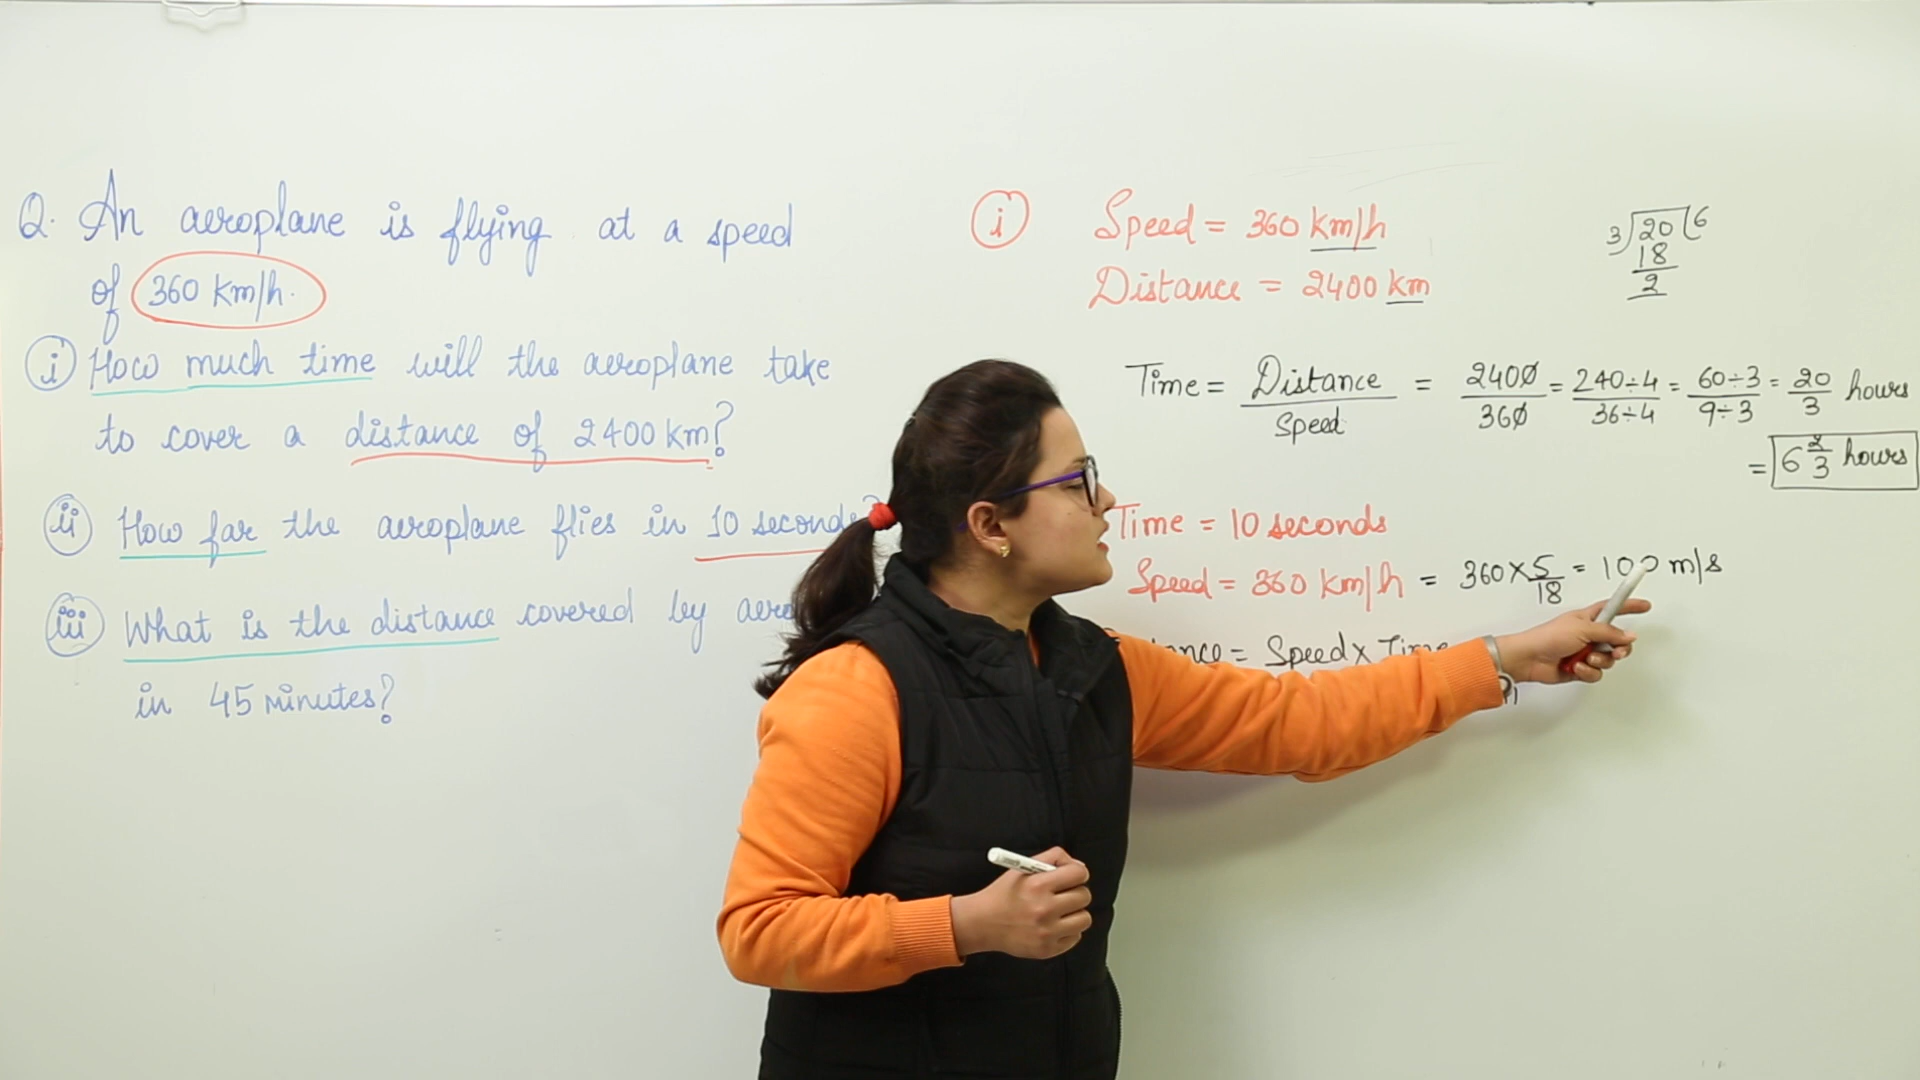 Q. An aeroplane is flying at a speed
of 360 km/h.
i How much time will the aeroplane take
to cover a distance of 2400 km?
ii How far the aeroplane flies in 10 seconds?
iii What is the distance covered by
in 45 minutes?
i Speed = 360 km/h
Distance = 2400 km
3)20(6
18
2
Time = Distance/Speed = 2400/360 = 240÷4/36÷4 = 60÷3/9÷3 = 20/3 hours
= 6 2/3 hours
Time = 10 seconds
Speed = 360 km/h = 360 × 5/18 = 100 m/s
= Speed × Time